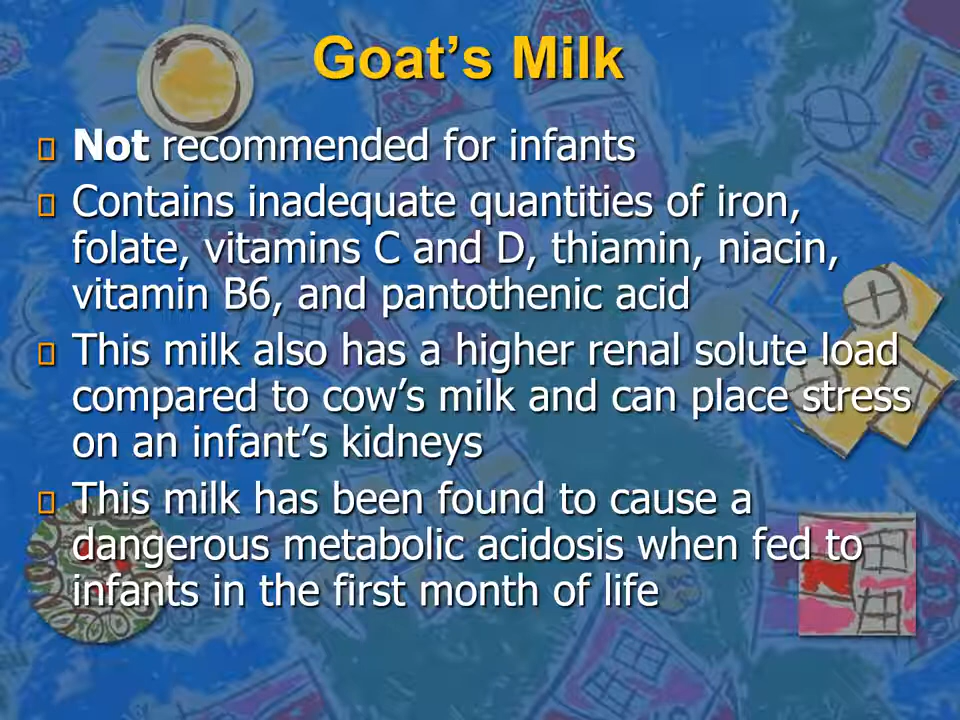 Goat’s Milk
Not recommended for infants
Contains inadequate quantities of iron,
folate, vitamins C and D, thiamin, niacin,
vitamin B6, and pantothenic acid
This milk also has a higher renal solute load
compared to cow’s milk and can place stress
on an infant’s kidneys
This milk has been found to cause a
dangerous metabolic acidosis when fed to
infants in the first month of life